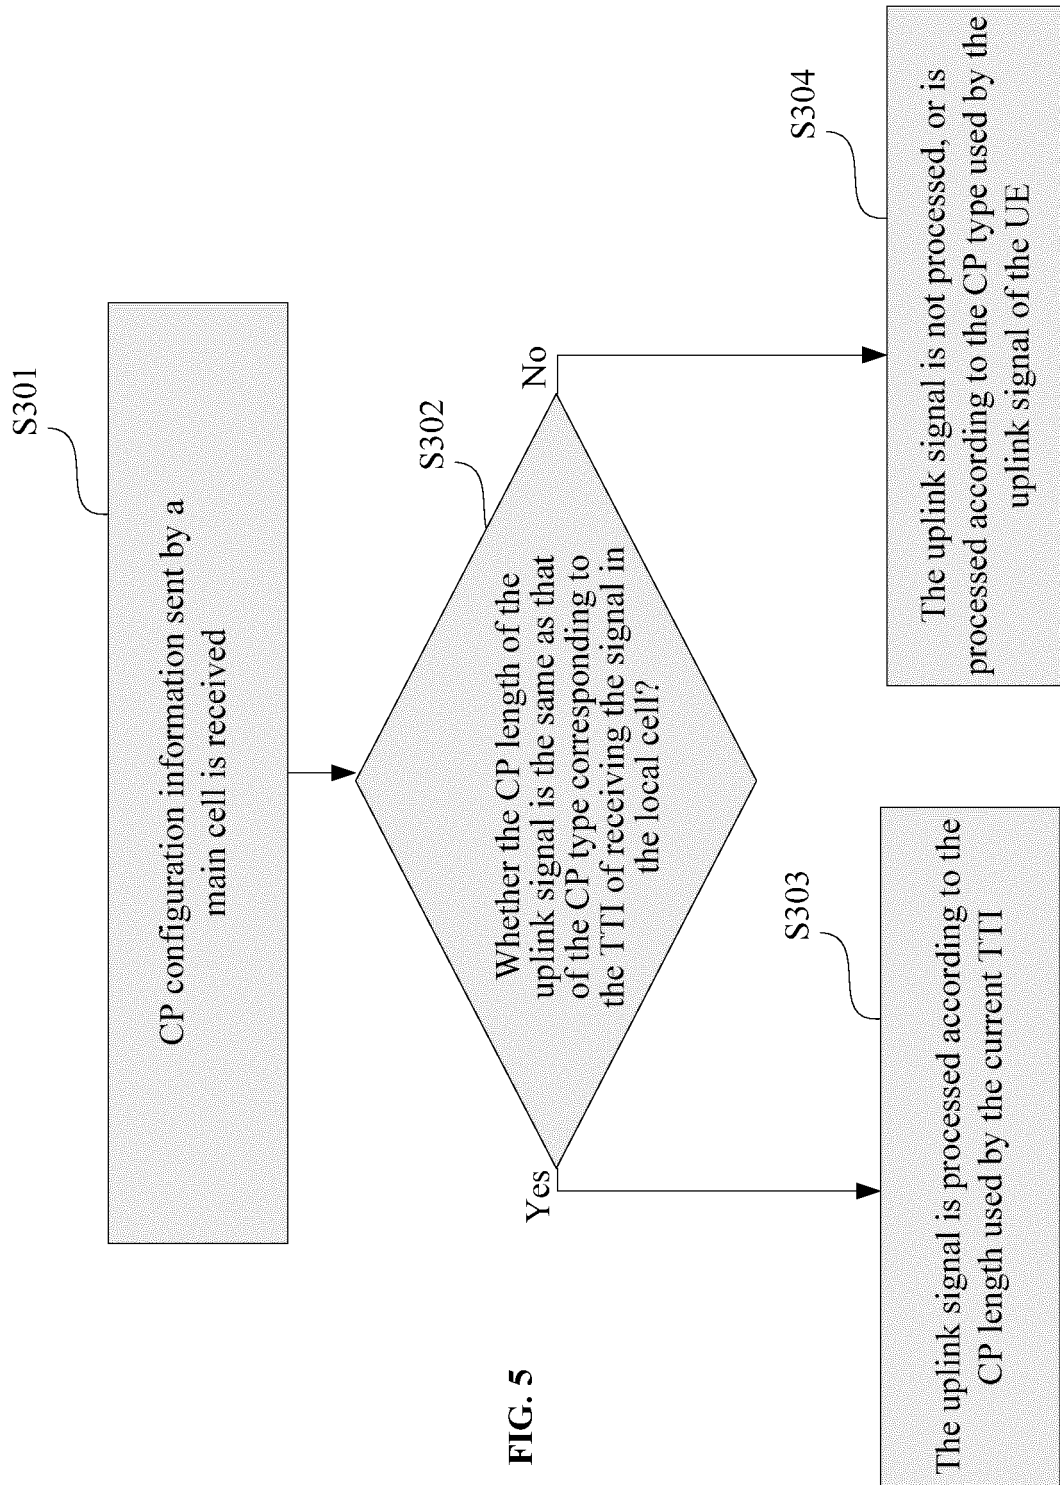 S301
CP configuration information sent by a
main cell is received
S302
Whether the CP length of the
uplink signal is the same as that
of the CP type corresponding to
the TTI of receiving the signal in
the local cell?
Yes
No
S303
The uplink signal is processed according to the
CP length used by the current TTI
S304
The uplink signal is not processed, or is
processed according to the CP type used by the
uplink signal of the UE
FIG. 5